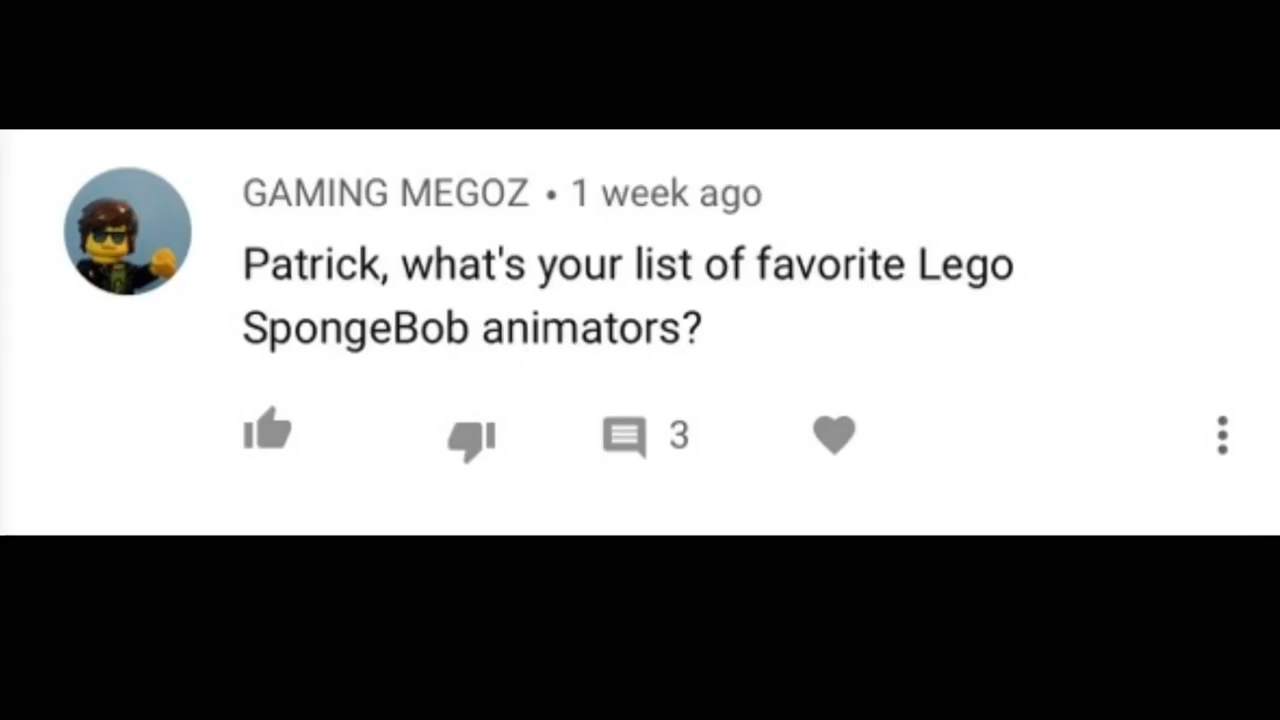 GAMING MEGOZ • 1 week ago
Patrick, what's your list of favorite Lego
SpongeBob animators?
3